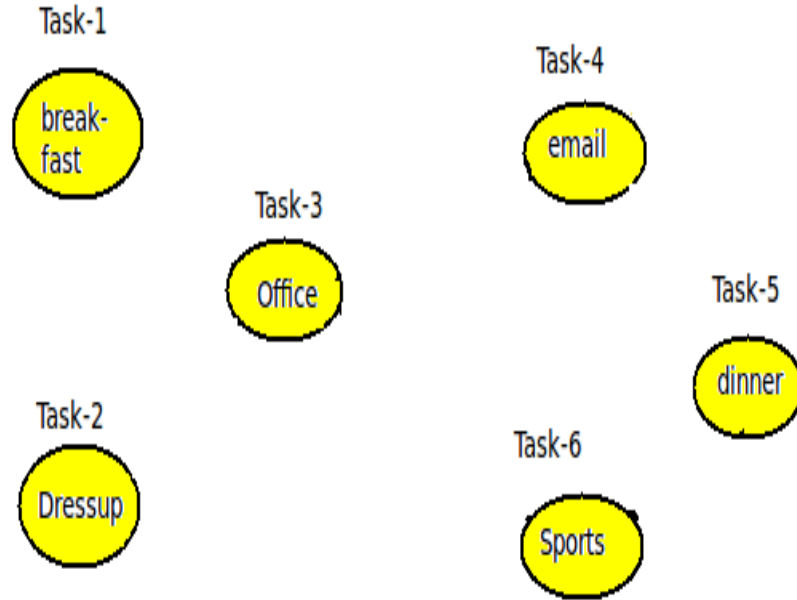 Task-1
break-
fast
Task-4
email
Task-3
Office
Task-5
dinner
Task-2
Dressup
Task-6
Sports